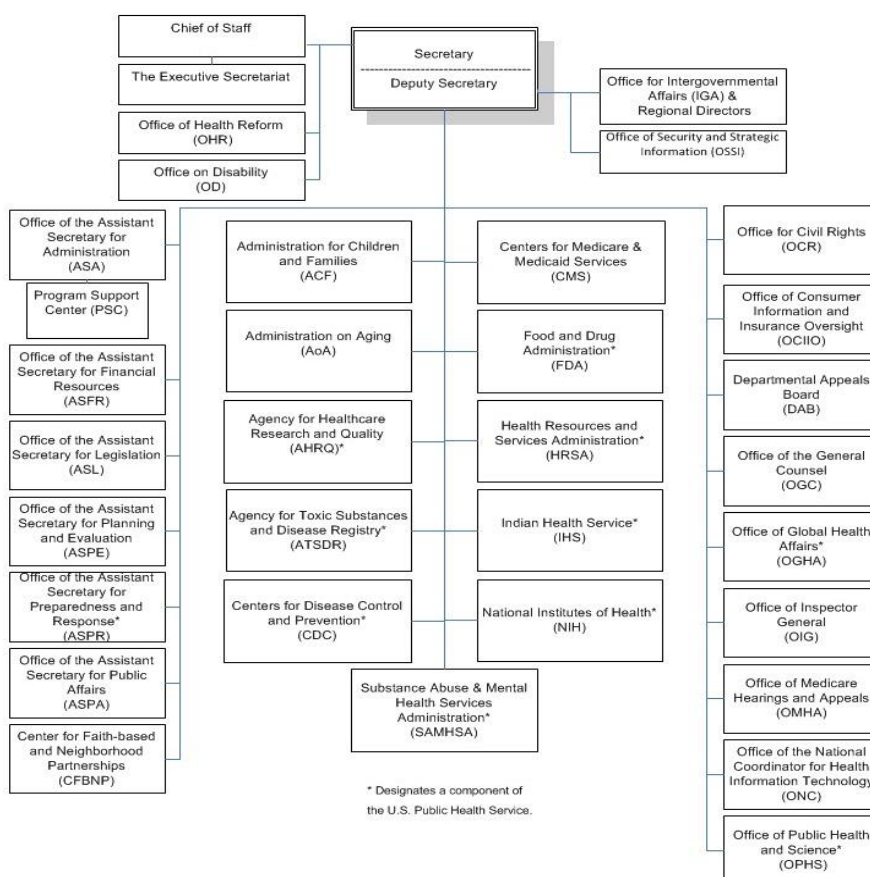 Chief of Staff
The Executive Secretariat
Office of Health Reform
(OHR)
Office on Disability
(OD)
Secretary
Deputy Secretary
Office for Intergovernmental
Affairs (IGA) &
Regional Directors
Office of Security and Strategic
Information (OSSI)
Office of the Assistant
Secretary for
Administration
(ASA)
Program Support
Center (PSC)
Office of the Assistant
Secretary for Financial
Resources
(ASFR)
Office of the Assistant
Secretary for Legislation
(ASL)
Office of the Assistant
Secretary for Planning
and Evaluation
(ASPE)
Office of the Assistant
Secretary for
Preparedness and
Response*
(ASPR)
Office of the Assistant
Secretary for Public
Affairs
(ASPA)
Center for Faith-based
and Neighborhood
Partnerships
(CFBNP)
Administration for Children
and Families
(ACF)
Administration on Aging
(AoA)
Agency for Healthcare
Research and Quality
(AHRQ)*
Agency for Toxic Substances
and Disease Registry*
(ATSDR)
Centers for Disease Control
and Prevention*
(CDC)
Centers for Medicare &
Medicaid Services
(CMS)
Food and Drug
Administration*
(FDA)
Health Resources and
Services Administration*
(HRSA)
Indian Health Service*
(IHS)
National Institutes of Health*
(NIH)
Substance Abuse & Mental
Health Services
Administration*
(SAMHSA)
* Designates a component of
the U.S. Public Health Service.
Office for Civil Rights
(OCR)
Office of Consumer
Information and
Insurance Oversight
(OCIIO)
Departmental Appeals
Board
(DAB)
Office of the General
Counsel
(OGC)
Office of Global Health
Affairs*
(OGHA)
Office of Inspector
General
(OIG)
Office of Medicare
Hearings and Appeals
(OMHA)
Office of the National
Coordinator for Health
Information Technology
(ONC)
Office of Public Health
and Science*
(OPHS)